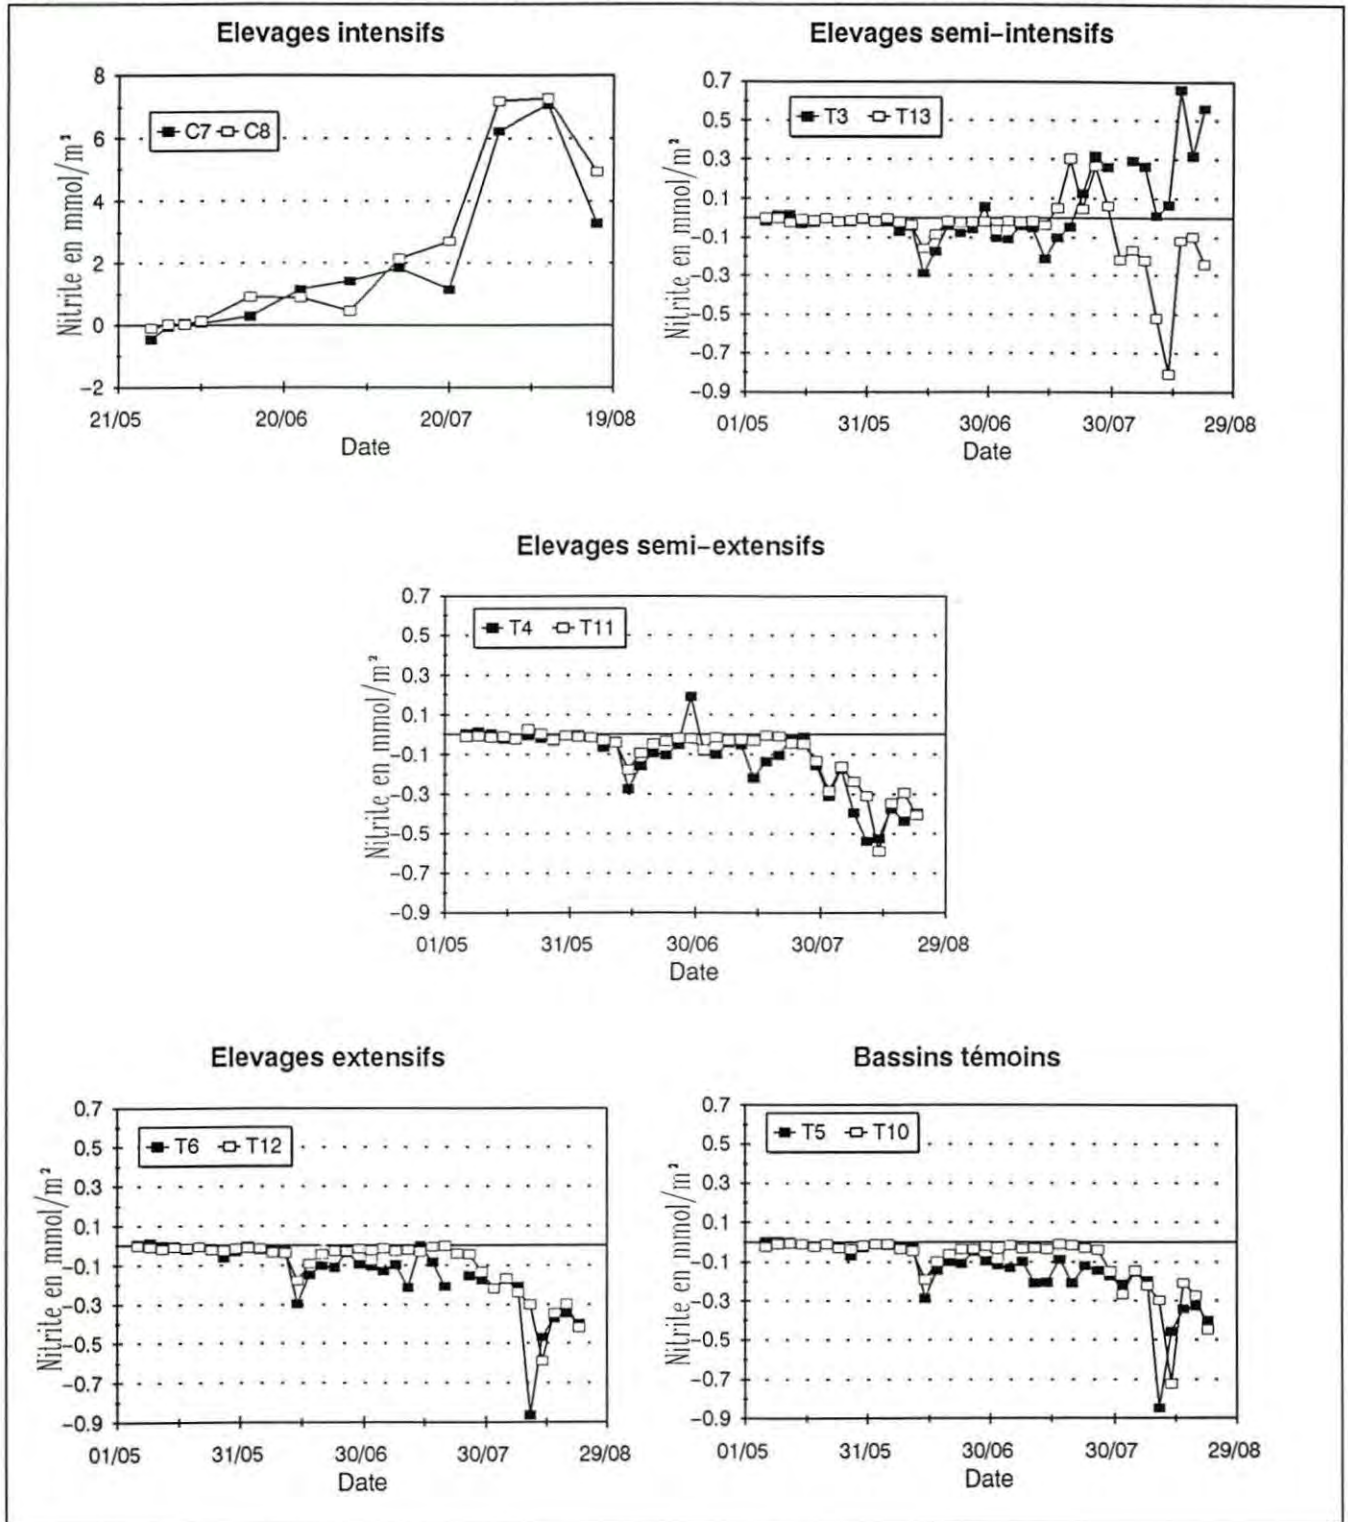 Elevages intensifs
Nitrite en mmol/m²
8
6
4
2
0
−2
C7 C8
21/05 20/06 20/07 19/08
Date
Elevages semi−intensifs
Nitrite en mmol/m²
0.7
0.5
0.3
0.1
−0.1
−0.3
−0.5
−0.7
−0.9
T3 T13
01/05 31/05 30/06 30/07 29/08
Date
Elevages semi−extensifs
Nitrite en mmol/m²
0.7
0.5
0.3
0.1
−0.1
−0.3
−0.5
−0.7
−0.9
T4 T11
01/05 31/05 30/06 30/07 29/08
Date
Elevages extensifs
Nitrite en mmol/m²
0.7
0.5
0.3
0.1
−0.1
−0.3
−0.5
−0.7
−0.9
T6 T12
01/05 31/05 30/06 30/07 29/08
Date
Bassins témoins
Nitrite en mmol/m²
0.7
0.5
0.3
0.1
−0.1
−0.3
−0.5
−0.7
−0.9
T5 T10
01/05 31/05 30/06 30/07 29/08
Date